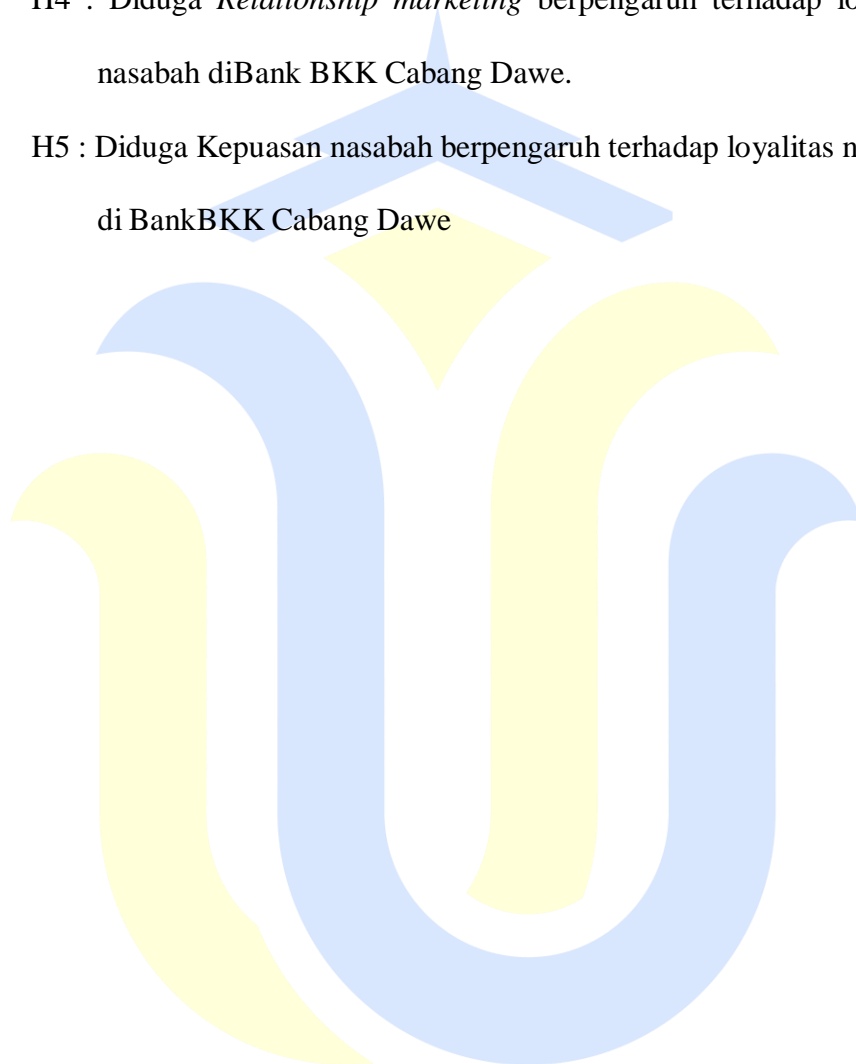 H4 : Diduga Relationship marketing berpengaruh terhadap lo
nasabah diBank BKK Cabang Dawe.
H5 : Diduga Kepuasan nasabah berpengaruh terhadap loyalitas n
di BankBKK Cabang Dawe